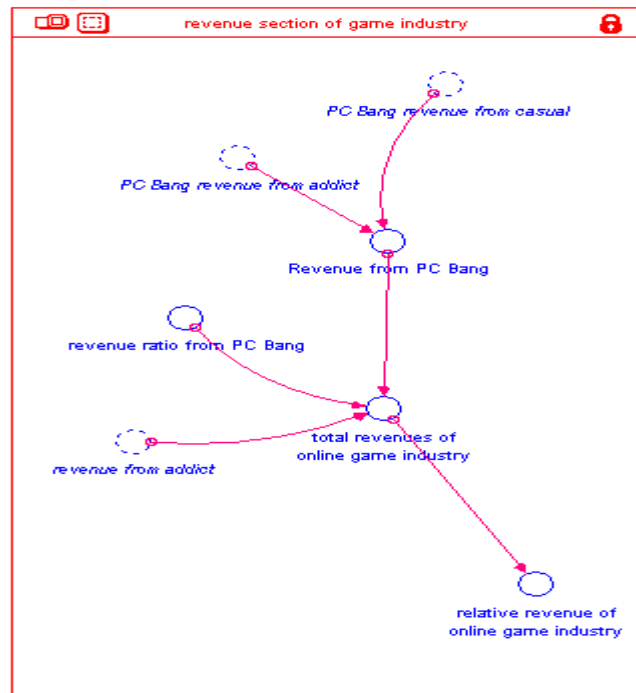 revenue section of game industry
PC Bang revenue from casual
PC Bang revenue from addict
Revenue from PC Bang
revenue ratio from PC Bang
total revenues of
online game industry
revenue from addict
relative revenue of
online game industry